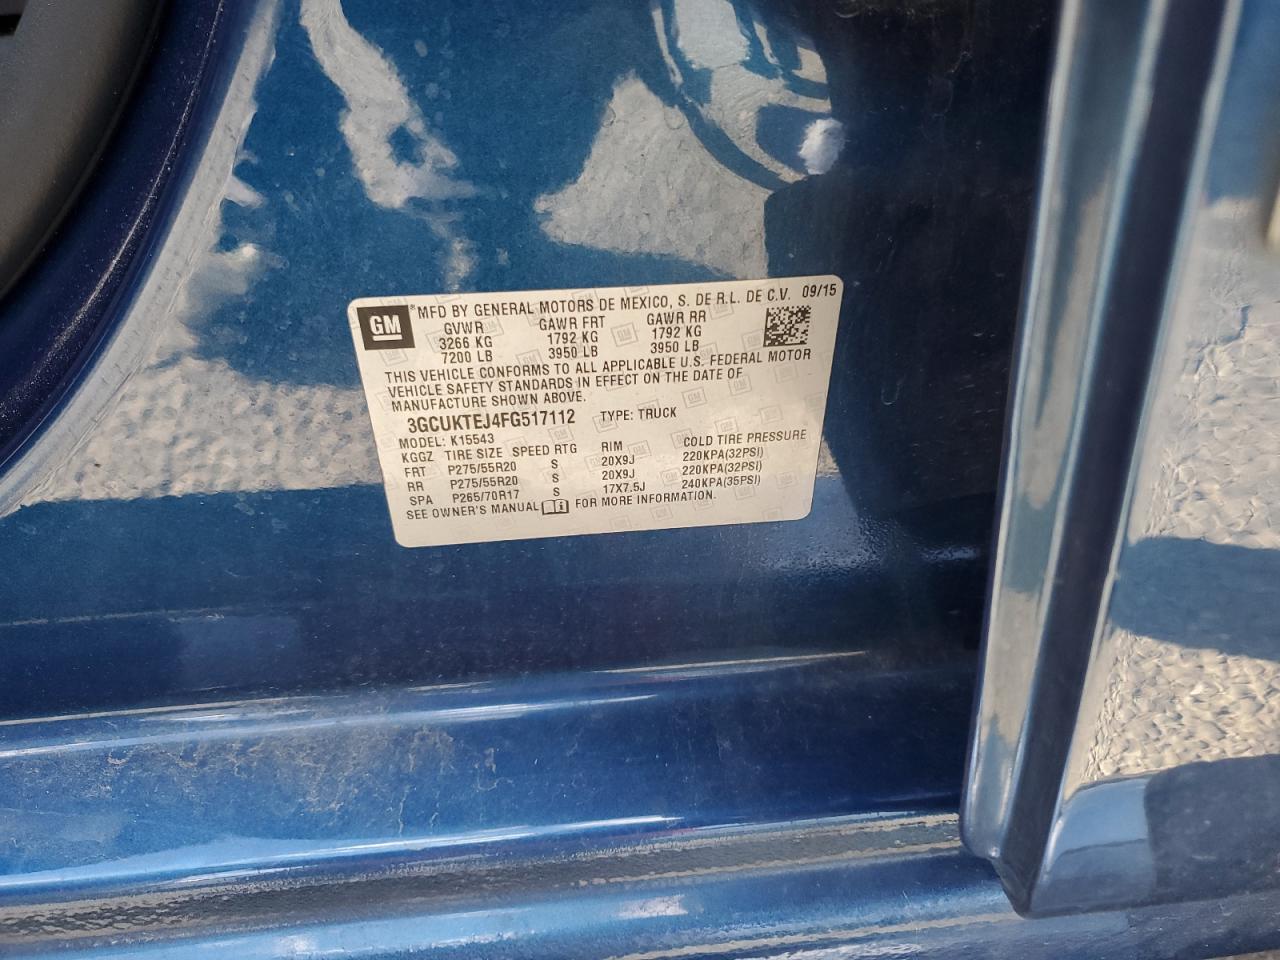 GM ® MFD BY GENERAL MOTORS DE MEXICO, S. DE R.L. DE C.V. 09/15
GVWR GAWR FRT GAWR RR
3266 KG 1792 KG 1792 KG
7200 LB 3950 LB 3950 LB
THIS VEHICLE CONFORMS TO ALL APPLICABLE U.S. FEDERAL MOTOR
VEHICLE SAFETY STANDARDS IN EFFECT ON THE DATE OF
MANUFACTURE SHOWN ABOVE.
3GCUKTEJ4FG517112 TYPE: TRUCK
MODEL: K15543
KGGZ TIRE SIZE SPEED RTG RIM COLD TIRE PRESSURE
FRT P275/55R20 S 20X9J 220KPA(32PSI)
RR P275/55R20 S 20X9J 220KPA(32PSI)
SPA P265/70R17 S 17X7.5J 240KPA(35PSI)
SEE OWNER'S MANUAL FOR MORE INFORMATION.